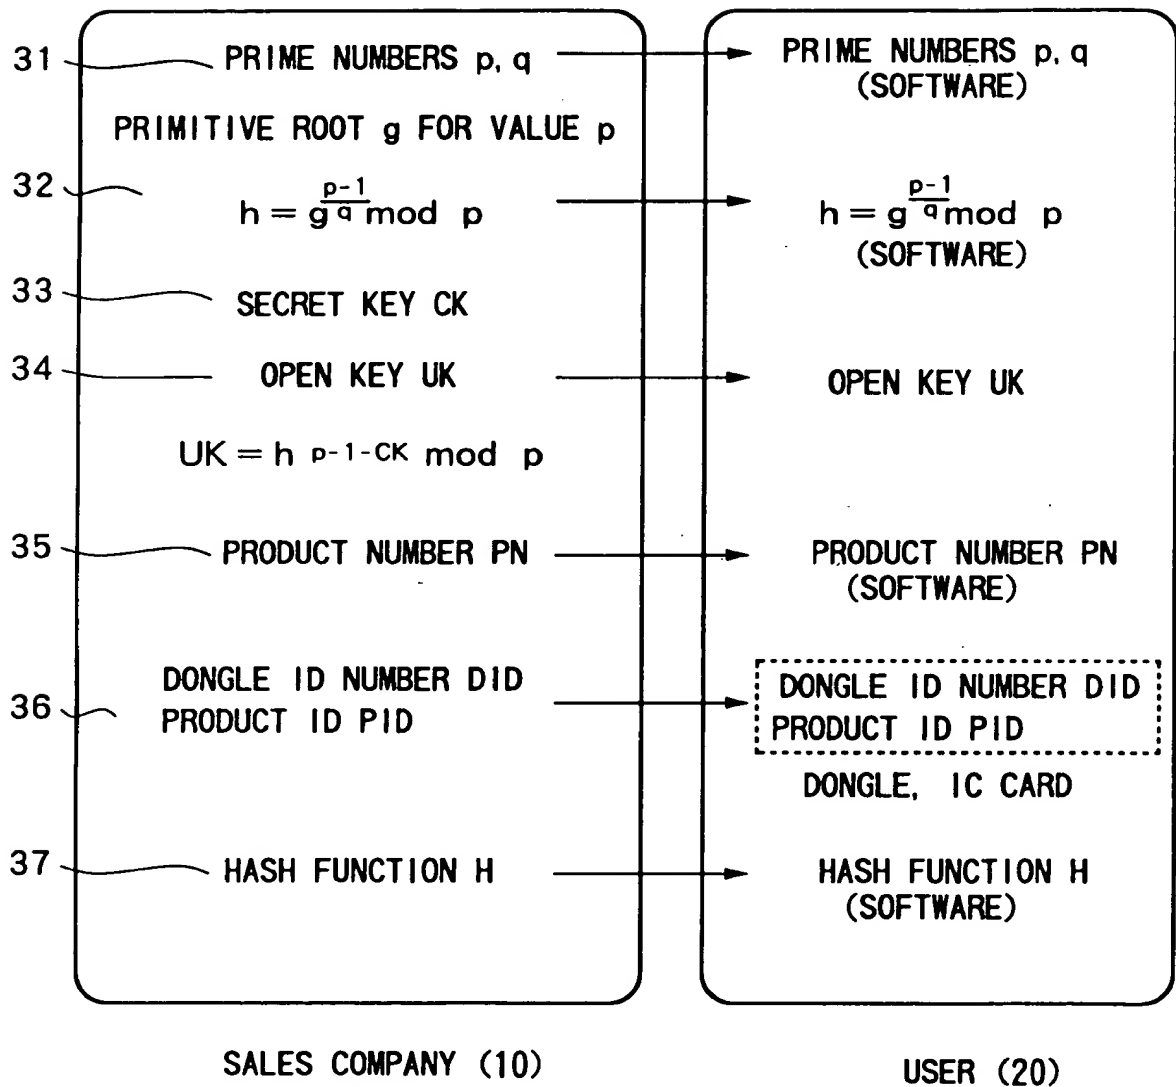 31 PRIME NUMBERS p, q
PRIMITIVE ROOT g FOR VALUE p
32 h = g^{\frac{p-1}{q}} mod p
33 SECRET KEY CK
34 OPEN KEY UK
UK = h^{p-1-CK} mod p
35 PRODUCT NUMBER PN
36 DONGLE ID NUMBER DID
PRODUCT ID PID
37 HASH FUNCTION H
SALES COMPANY (10)
PRIME NUMBERS p, q
(SOFTWARE)
h = g^{\frac{p-1}{q}} mod p
(SOFTWARE)
OPEN KEY UK
PRODUCT NUMBER PN
(SOFTWARE)
DONGLE ID NUMBER DID
PRODUCT ID PID
DONGLE, IC CARD
HASH FUNCTION H
(SOFTWARE)
USER (20)